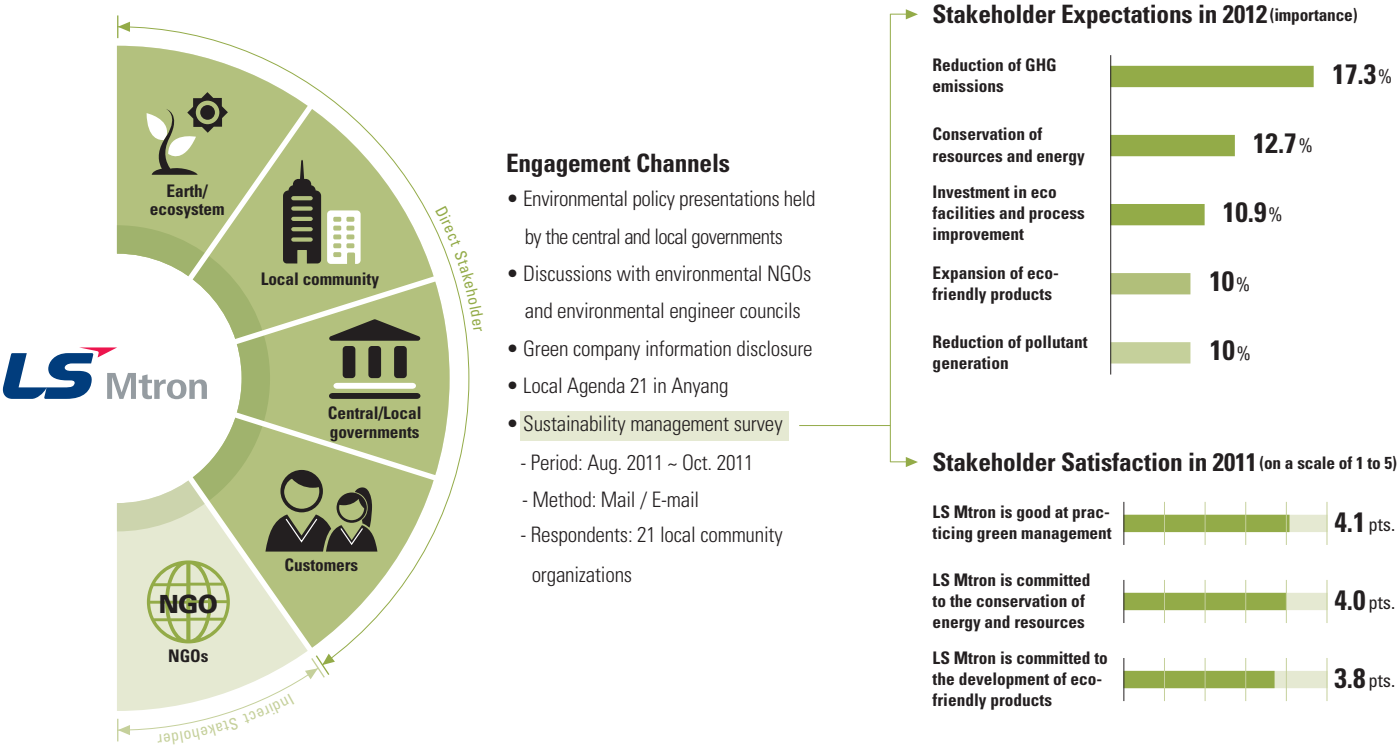 Earth/
ecosystem
Local community
Central/Local
governments
Customers
NGO
NGOs
Direct Stakeholder
Indirect Stakeholder
LS Mtron
Engagement Channels
• Environmental policy presentations held
by the central and local governments
• Discussions with environmental NGOs
and environmental engineer councils
• Green company information disclosure
• Local Agenda 21 in Anyang
• Sustainability management survey
- Period: Aug. 2011 ~ Oct. 2011
- Method: Mail / E-mail
- Respondents: 21 local community
organizations
Stakeholder Expectations in 2012 (importance)
Reduction of GHG
emissions
17.3%
Conservation of
resources and energy
12.7%
Investment in eco
facilities and process
improvement
10.9%
Expansion of eco-
friendly products
10%
Reduction of pollutant
generation
10%
Stakeholder Satisfaction in 2011 (on a scale of 1 to 5)
LS Mtron is good at prac-
ticing green management
4.1 pts.
LS Mtron is committed
to the conservation of
energy and resources
4.0 pts.
LS Mtron is committed to
the development of eco-
friendly products
3.8 pts.